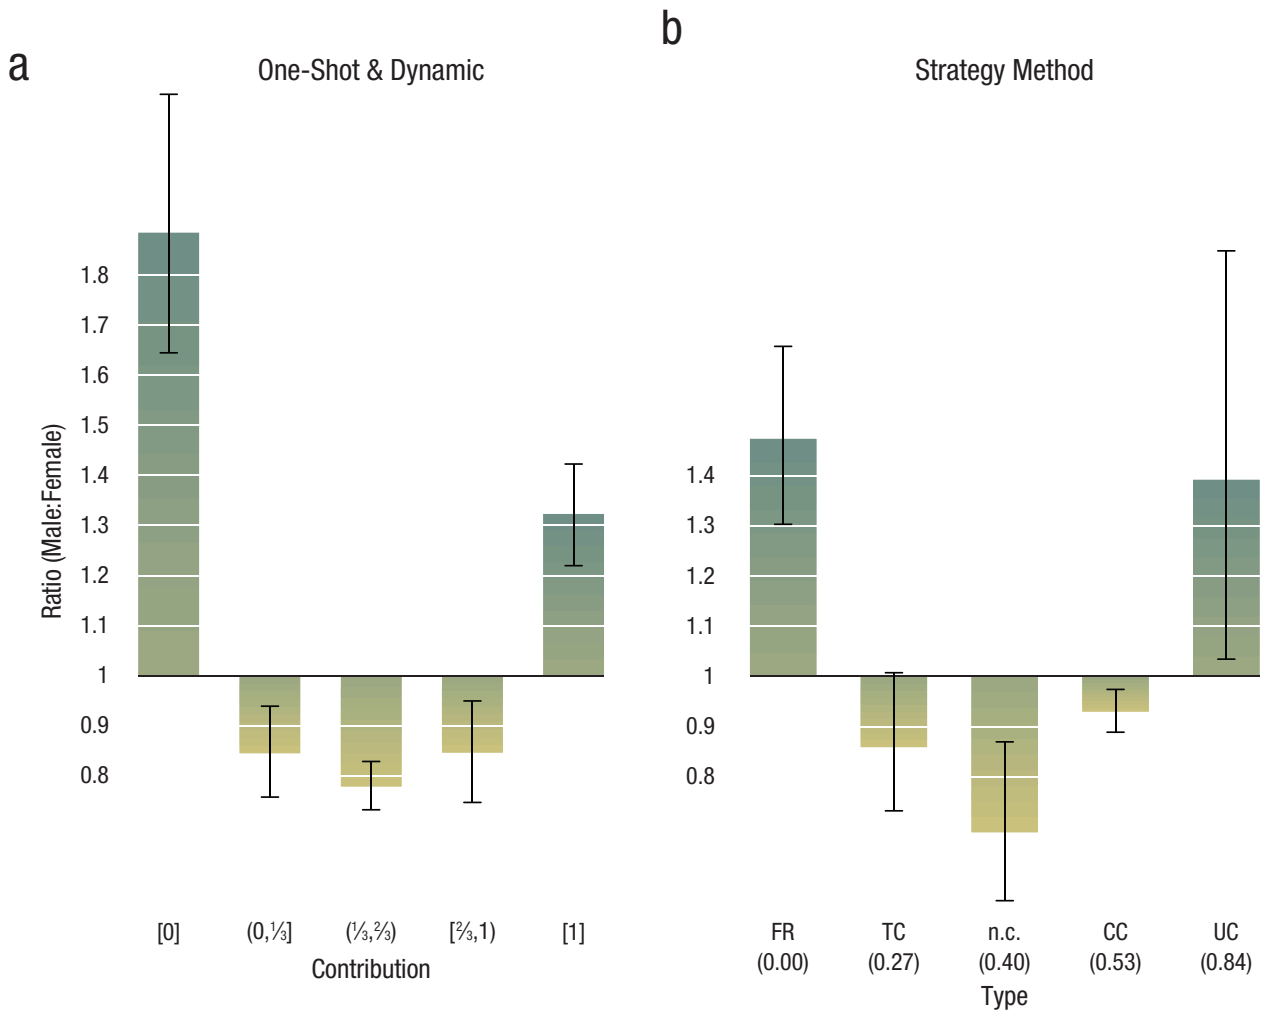 a
One-Shot & Dynamic
Ratio (Male:Female)
1.8
1.7
1.6
1.5
1.4
1.3
1.2
1.1
1
0.9
0.8
[0]
(0,⅓]
(⅓,⅔)
[⅔,1)
[1]
Contribution
b
Strategy Method
1.4
1.3
1.2
1.1
1
0.9
0.8
FR
(0.00)
TC
(0.27)
n.c.
(0.40)
CC
(0.53)
UC
(0.84)
Type